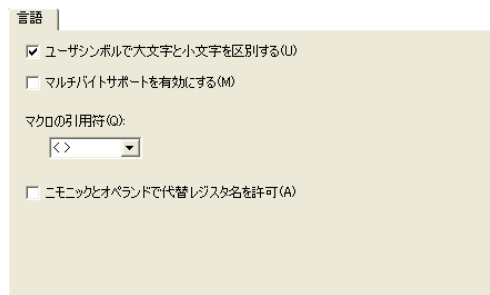 言語
ユーザシンボルで大文字と小文字を区別する(U)
マルチバイトサポートを有効にする(M)
マクロの引用符(Q):
< >
ニモニックとオペランドで代替レジスタ名を許可(A)